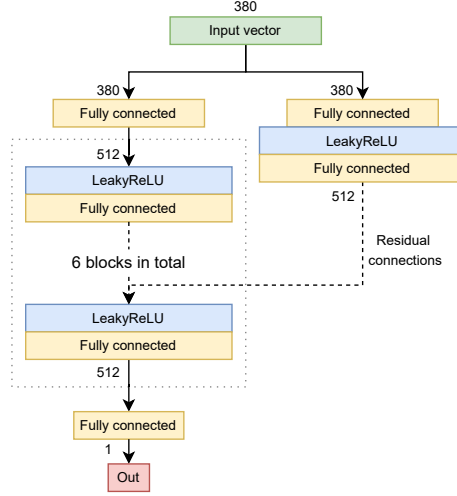 380
Input vector
380
380
Fully connected
Fully connected
LeakyReLU
Fully connected
512
512
LeakyReLU
Fully connected
Residual
connections
6 blocks in total
LeakyReLU
Fully connected
512
Fully connected
1
Out